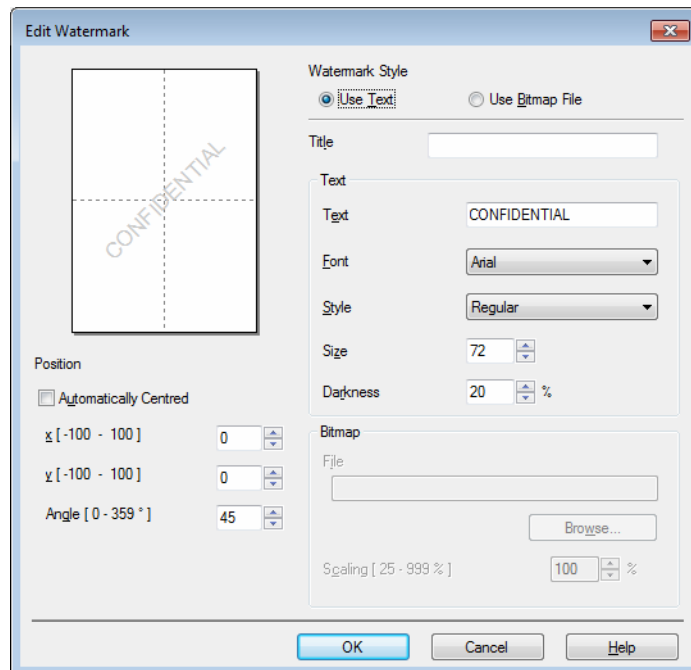 Edit Watermark
CONFIDENTIAL
Watermark Style
Use Text
Use Bitmap File
Title
Text
Text CONFIDENTIAL
Font Arial
Style Regular
Size 72
Darkness 20 %
Position
Automatically Centred
x [ -100 - 100 ] 0
y [ -100 - 100 ] 0
Angle [ 0 - 359 ° ] 45
Bitmap
File
Browse...
Scaling [ 25 - 999 % ] 100 %
OK Cancel Help